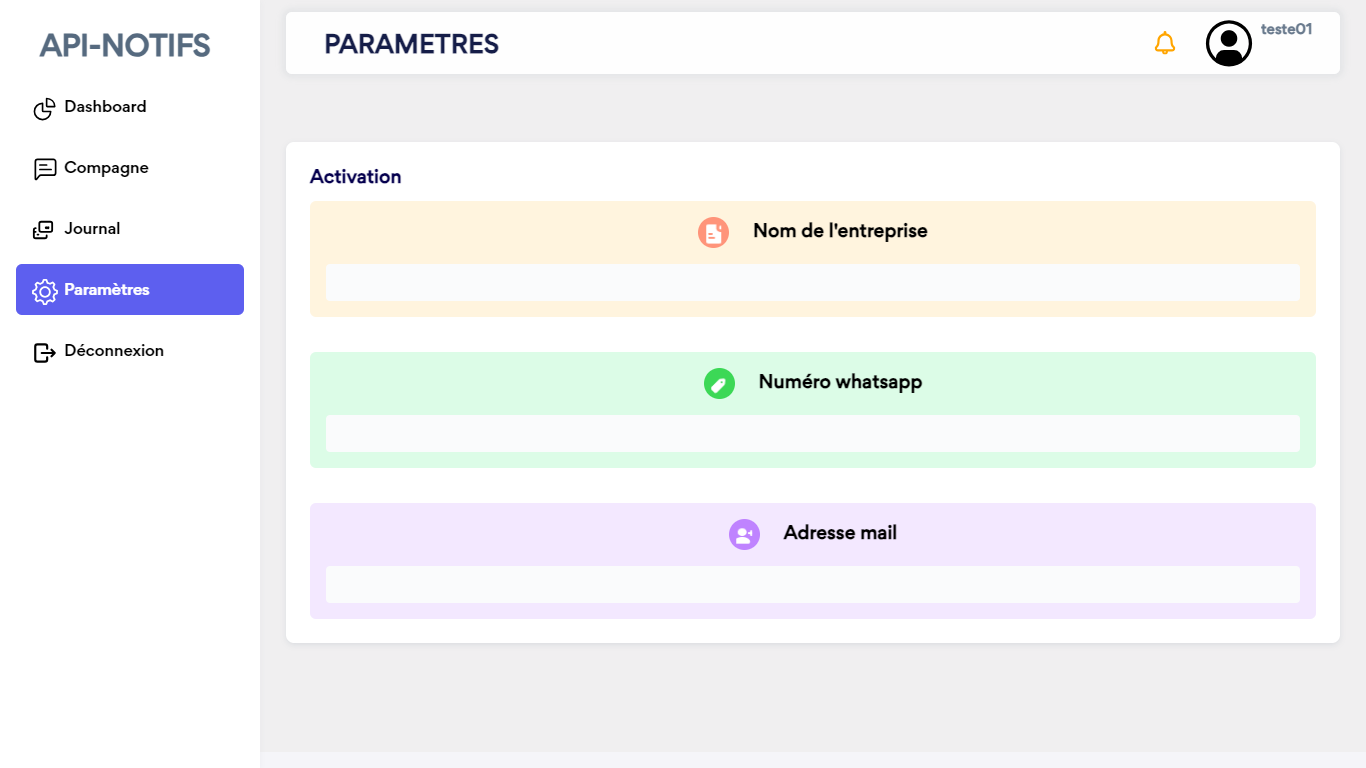 API-NOTIFS
Dashboard
Compagne
Journal
Paramètres
Déconnexion
PARAMETRES
teste01
Activation
Nom de l'entreprise
Numéro whatsapp
Adresse mail